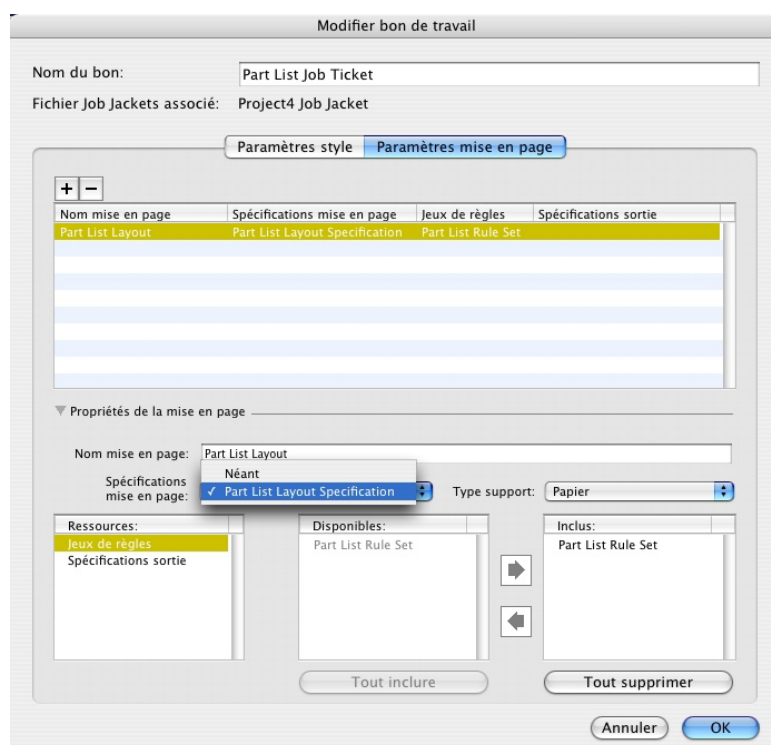 Modifier bon de travail
Nom du bon: Part List Job Ticket
Fichier Job Jackets associé: Project4 Job Jacket
Paramètres style Paramètres mise en page
+ −
Nom mise en page Spécifications mise en page Jeux de règles Spécifications sortie
Part List Layout Part List Layout Specification Part List Rule Set
Propriétés de la mise en page
Nom mise en page: Part List Layout
Néant
Spécifications
mise en page: ✓ Part List Layout Specification Type support: Papier
Ressources: Disponibles: Inclus:
Jeux de règles Part List Rule Set Part List Rule Set
Spécifications sortie
Tout inclure Tout supprimer
Annuler OK